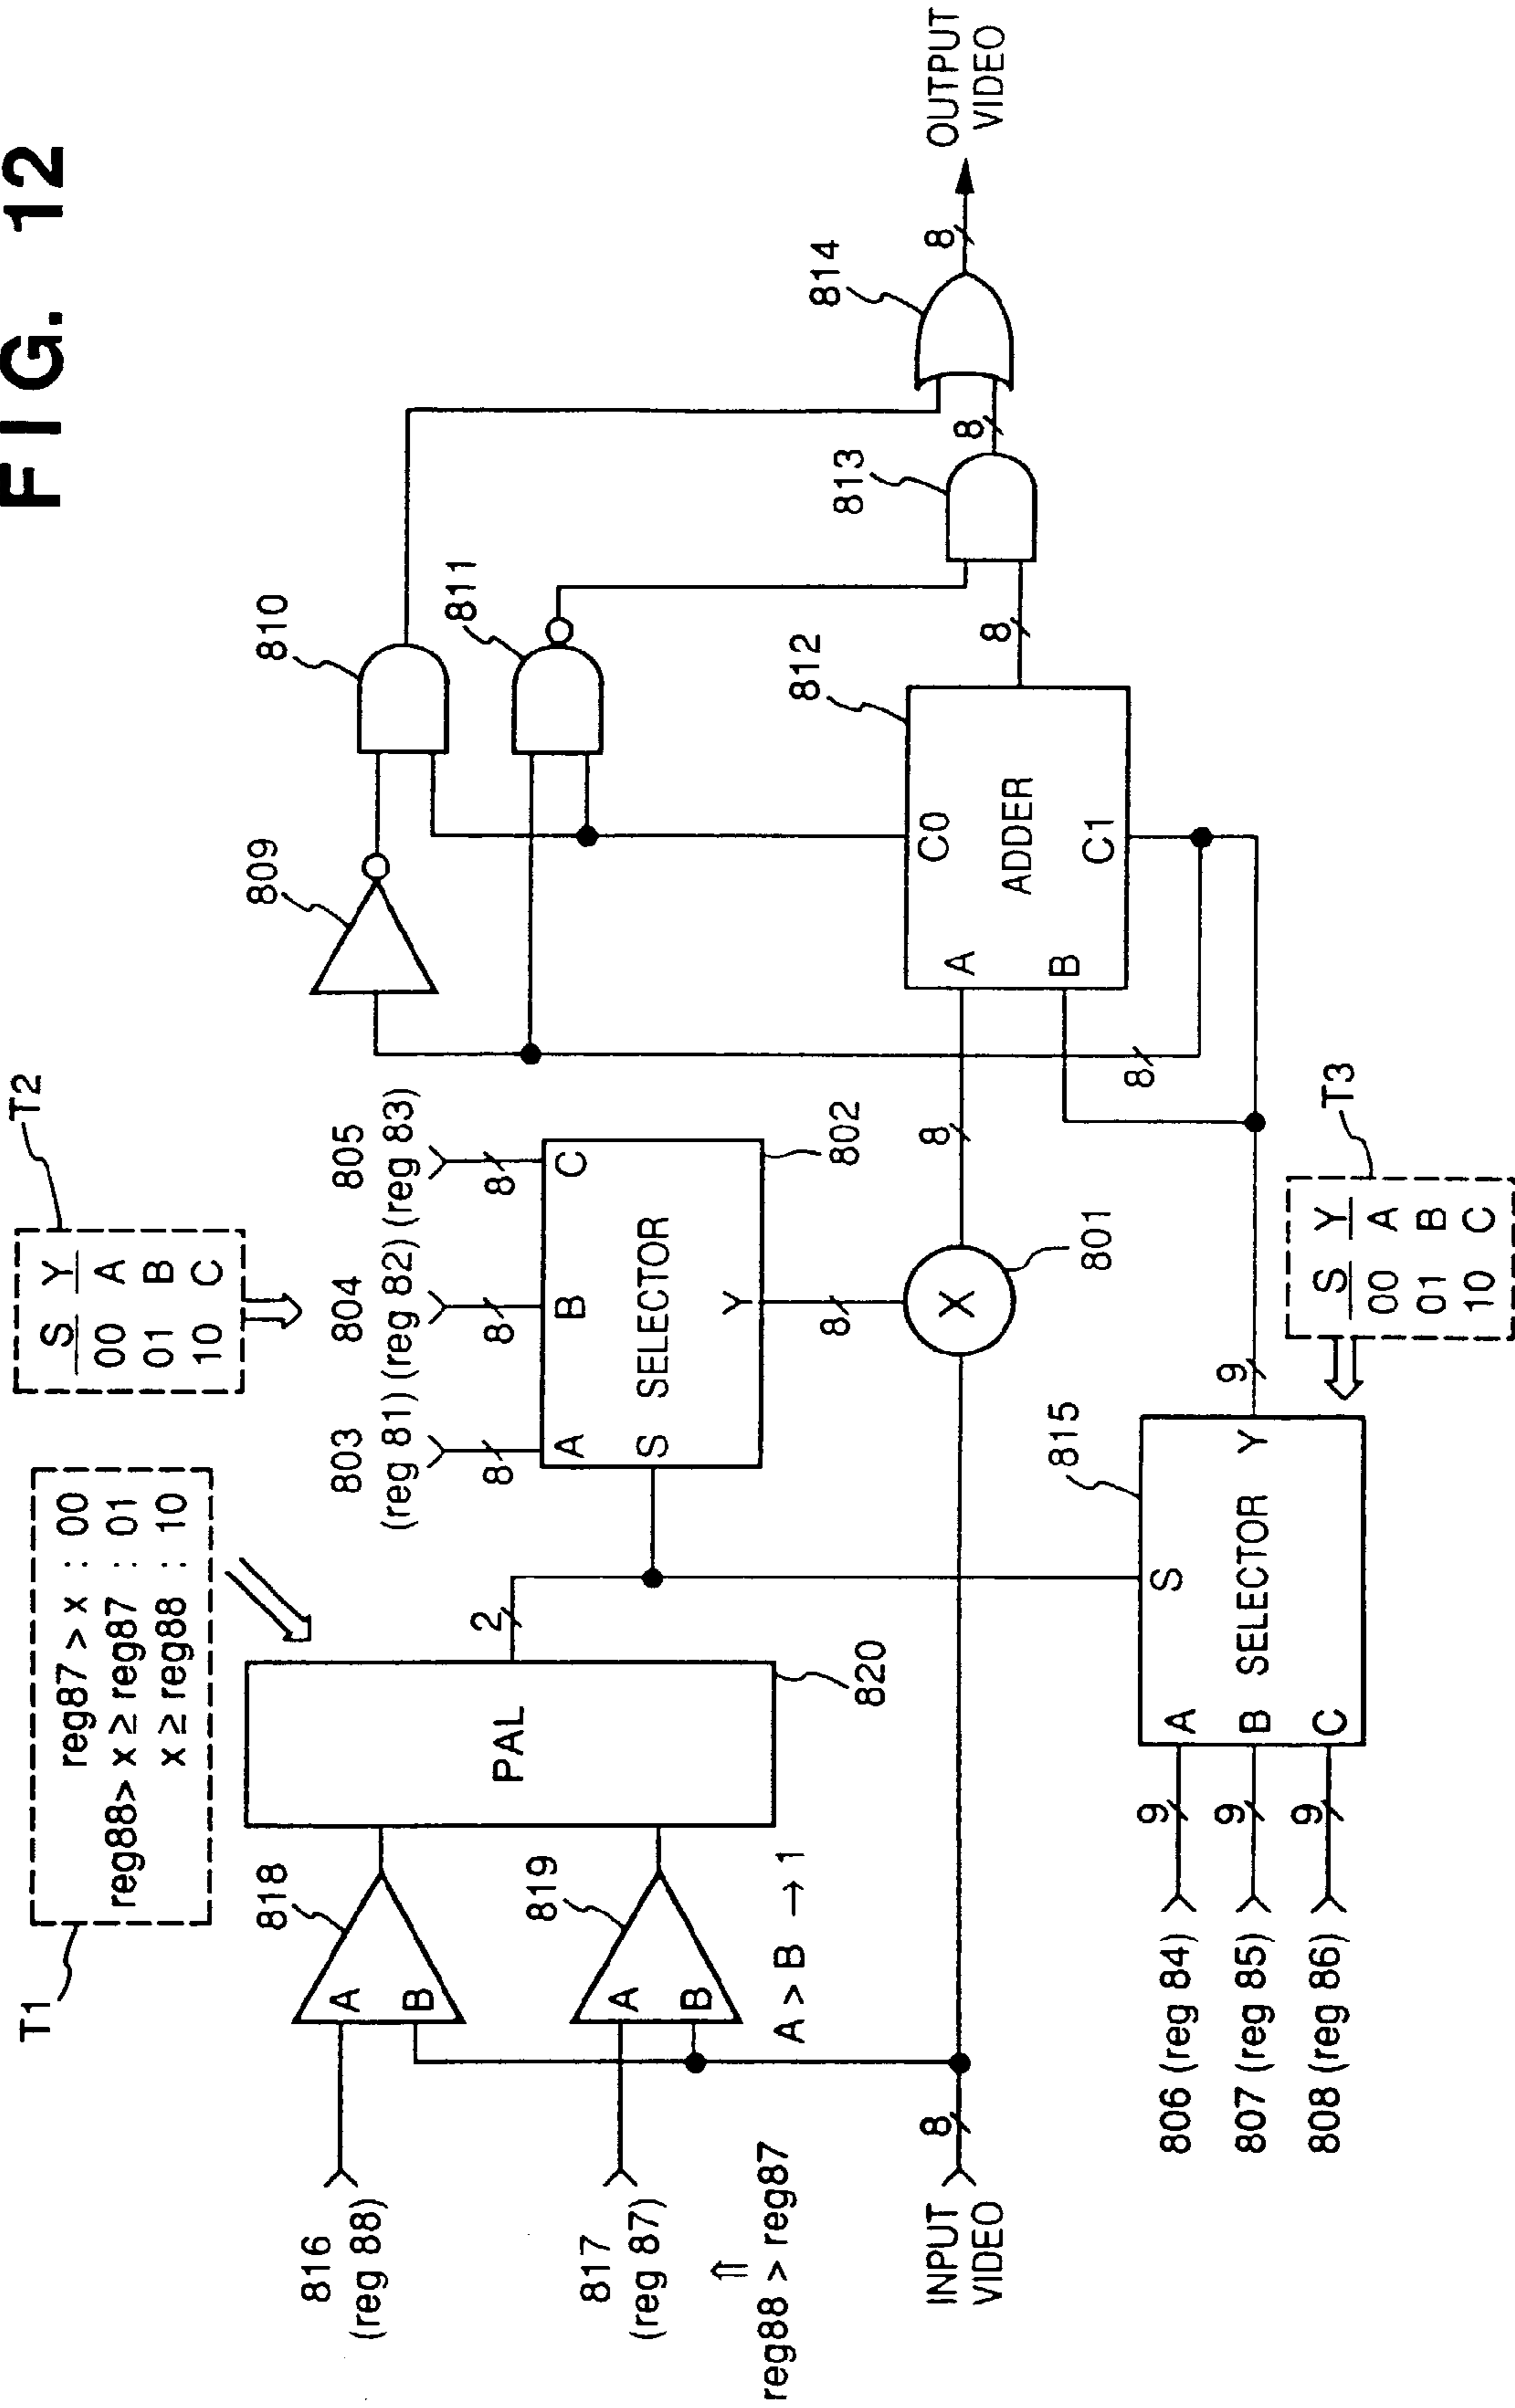 FIG. 12
T1
reg87 > x : 00
reg88> x ≥ reg87 : 01
x ≥ reg88 : 10
T2
S Y
00 A
01 B
10 C
816
(reg 88)
817
(reg 87)
⇑
reg88 > reg87
818
A
B
819
A
B
A > B → 1
PAL
820
2
803
804
805
(reg 81) (reg 82) (reg 83)
8
8
8
A
B
C
S
SELECTOR
Y
802
8
INPUT
VIDEO
8
X
801
8
806 (reg 84)
807 (reg 85)
808 (reg 86)
9
9
9
A
B
C
S
SELECTOR
Y
815
9
T3
S Y
00 A
01 B
10 C
8
809
810
811
812
A
B
C0
ADDER
C1
8
813
8
814
8
OUTPUT
VIDEO